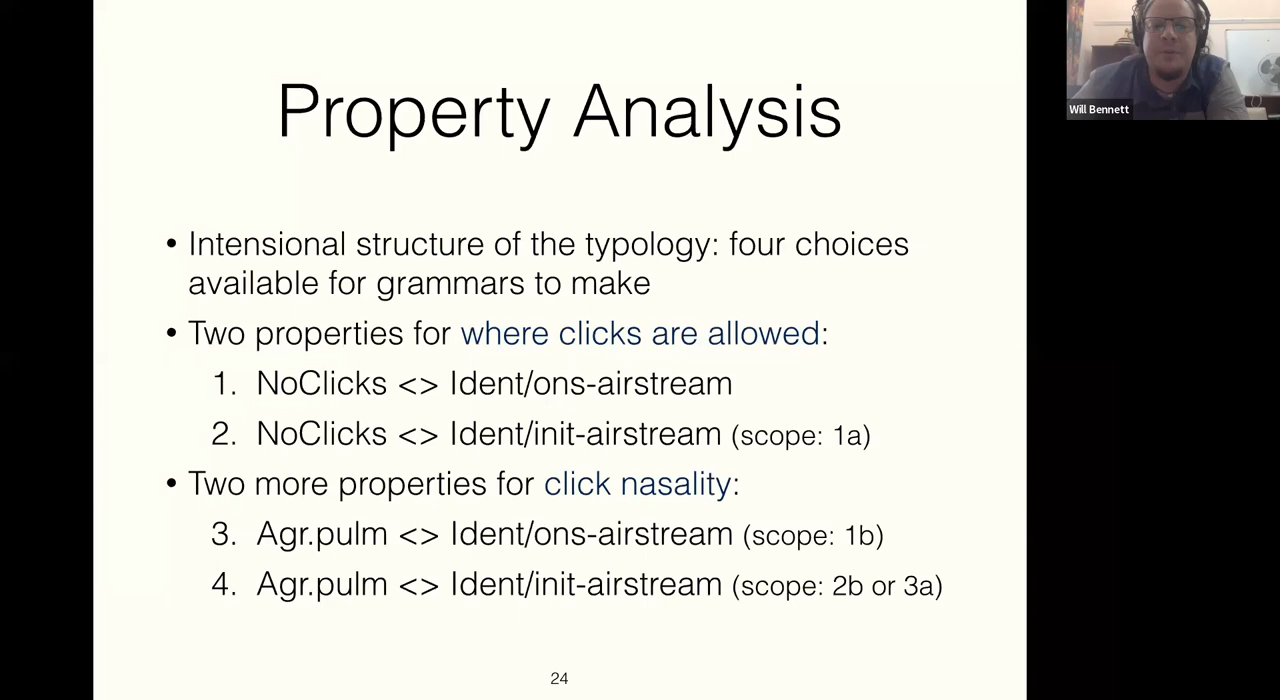 Property Analysis
• Intensional structure of the typology: four choices
available for grammars to make
• Two properties for where clicks are allowed:
1. NoClicks <> Ident/ons-airstream
2. NoClicks <> Ident/init-airstream (scope: 1a)
• Two more properties for click nasality:
3. Agr.pulm <> Ident/ons-airstream (scope: 1b)
4. Agr.pulm <> Ident/init-airstream (scope: 2b or 3a)
24
Will Bennett